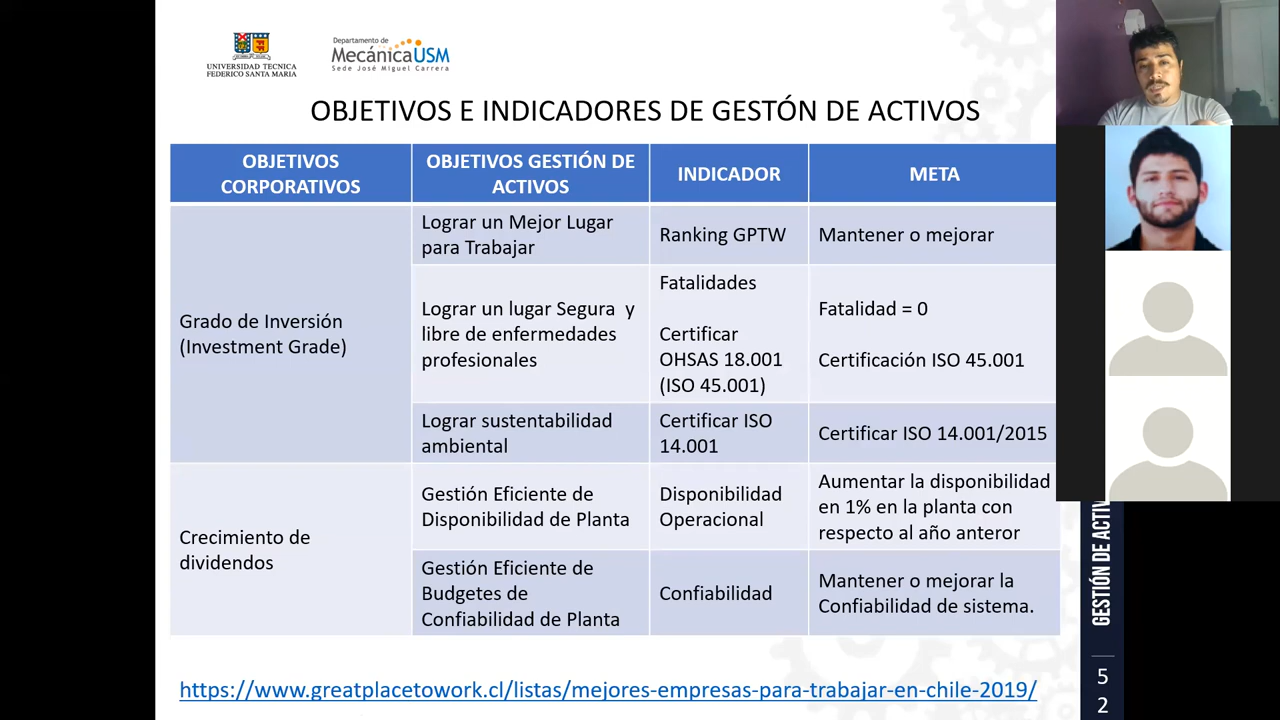 UNIVERSIDAD TECNICA
FEDERICO SANTA MARIA
Departamento de
MecánicaUSM
Sede José Miguel Carrera
OBJETIVOS E INDICADORES DE GESTÓN DE ACTIVOS
OBJETIVOS
CORPORATIVOS
OBJETIVOS GESTIÓN DE
ACTIVOS
INDICADOR
META
Grado de Inversión
(Investment Grade)
Lograr un Mejor Lugar
para Trabajar
Ranking GPTW
Mantener o mejorar
Lograr un lugar Segura y
libre de enfermedades
profesionales
Fatalidades
Certificar
OHSAS 18.001
(ISO 45.001)
Fatalidad = 0
Certificación ISO 45.001
Lograr sustentabilidad
ambiental
Certificar ISO
14.001
Certificar ISO 14.001/2015
Crecimiento de
dividendos
Gestión Eficiente de
Disponibilidad de Planta
Disponibilidad
Operacional
Aumentar la disponibilidad
en 1% en la planta con
respecto al año anteror
Gestión Eficiente de
Budgetes de
Confiabilidad de Planta
Confiabilidad
Mantener o mejorar la
Confiabilidad de sistema.
https://www.greatplacetowork.cl/listas/mejores-empresas-para-trabajar-en-chile-2019/
GESTIÓN DE ACTIV
5
2